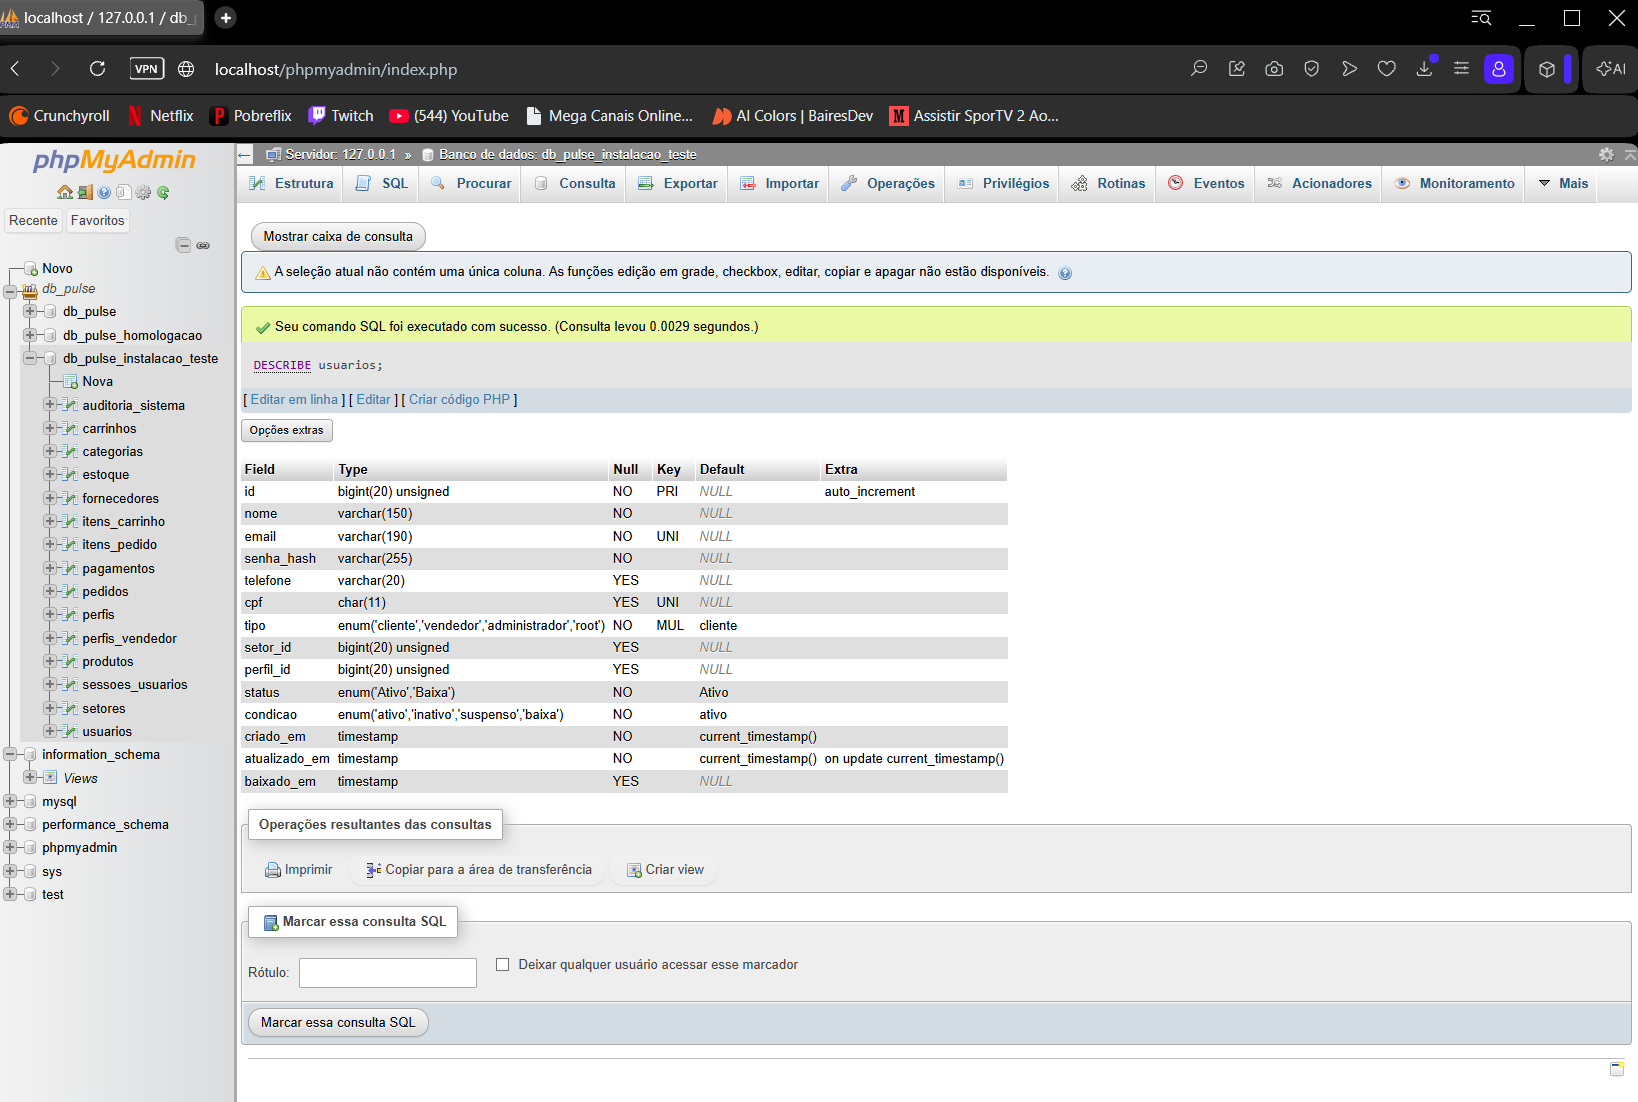 localhost / 127.0.0.1 / db_
VPN
localhost/phpmyadmin/index.php
AI
Crunchyroll
Netflix
Pobreflix
Twitch
(544) YouTube
Mega Canais Online...
AI Colors | BairesDev
Assistir SporTV 2 Ao...
phpMyAdmin
Recente
Favoritos
Novo
db_pulse
db_pulse
db_pulse_homologacao
db_pulse_instalacao_teste
Nova
auditoria_sistema
carrinhos
categorias
estoque
fornecedores
itens_carrinho
itens_pedido
pagamentos
pedidos
perfis
perfis_vendedor
produtos
sessoes_usuarios
setores
usuarios
information_schema
Views
mysql
performance_schema
phpmyadmin
sys
test
Servidor: 127.0.0.1 » Banco de dados: db_pulse_instalacao_teste
Estrutura
SQL
Procurar
Consulta
Exportar
Importar
Operações
Privilégios
Rotinas
Eventos
Acionadores
Monitoramento
Mais
Mostrar caixa de consulta
A seleção atual não contém uma única coluna. As funções edição em grade, checkbox, editar, copiar e apagar não estão disponíveis.
Seu comando SQL foi executado com sucesso. (Consulta levou 0.0029 segundos.)
DESCRIBE usuarios;
[ Editar em linha ] [ Editar ] [ Criar código PHP ]
Opções extras
Field Type Null Key Default Extra
id bigint(20) unsigned NO PRI NULL auto_increment
nome varchar(150) NO NULL
email varchar(190) NO UNI NULL
senha_hash varchar(255) NO NULL
telefone varchar(20) YES NULL
cpf char(11) YES UNI NULL
tipo enum('cliente','vendedor','administrador','root') NO MUL cliente
setor_id bigint(20) unsigned YES NULL
perfil_id bigint(20) unsigned YES NULL
status enum('Ativo','Baixa') NO Ativo
condicao enum('ativo','inativo','suspenso','baixa') NO ativo
criado_em timestamp NO current_timestamp()
atualizado_em timestamp NO current_timestamp() on update current_timestamp()
baixado_em timestamp YES NULL
Operações resultantes das consultas
Imprimir
Copiar para a área de transferência
Criar view
Marcar essa consulta SQL
Rótulo:
Deixar qualquer usuário acessar esse marcador
Marcar essa consulta SQL